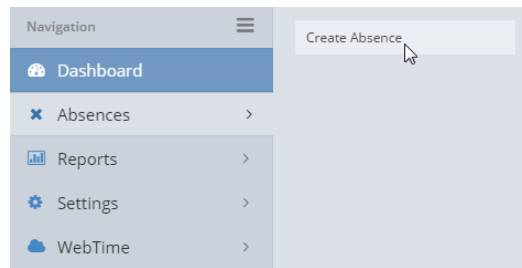 Navigation
Dashboard
Absences
Reports
Settings
WebTime
Create Absence